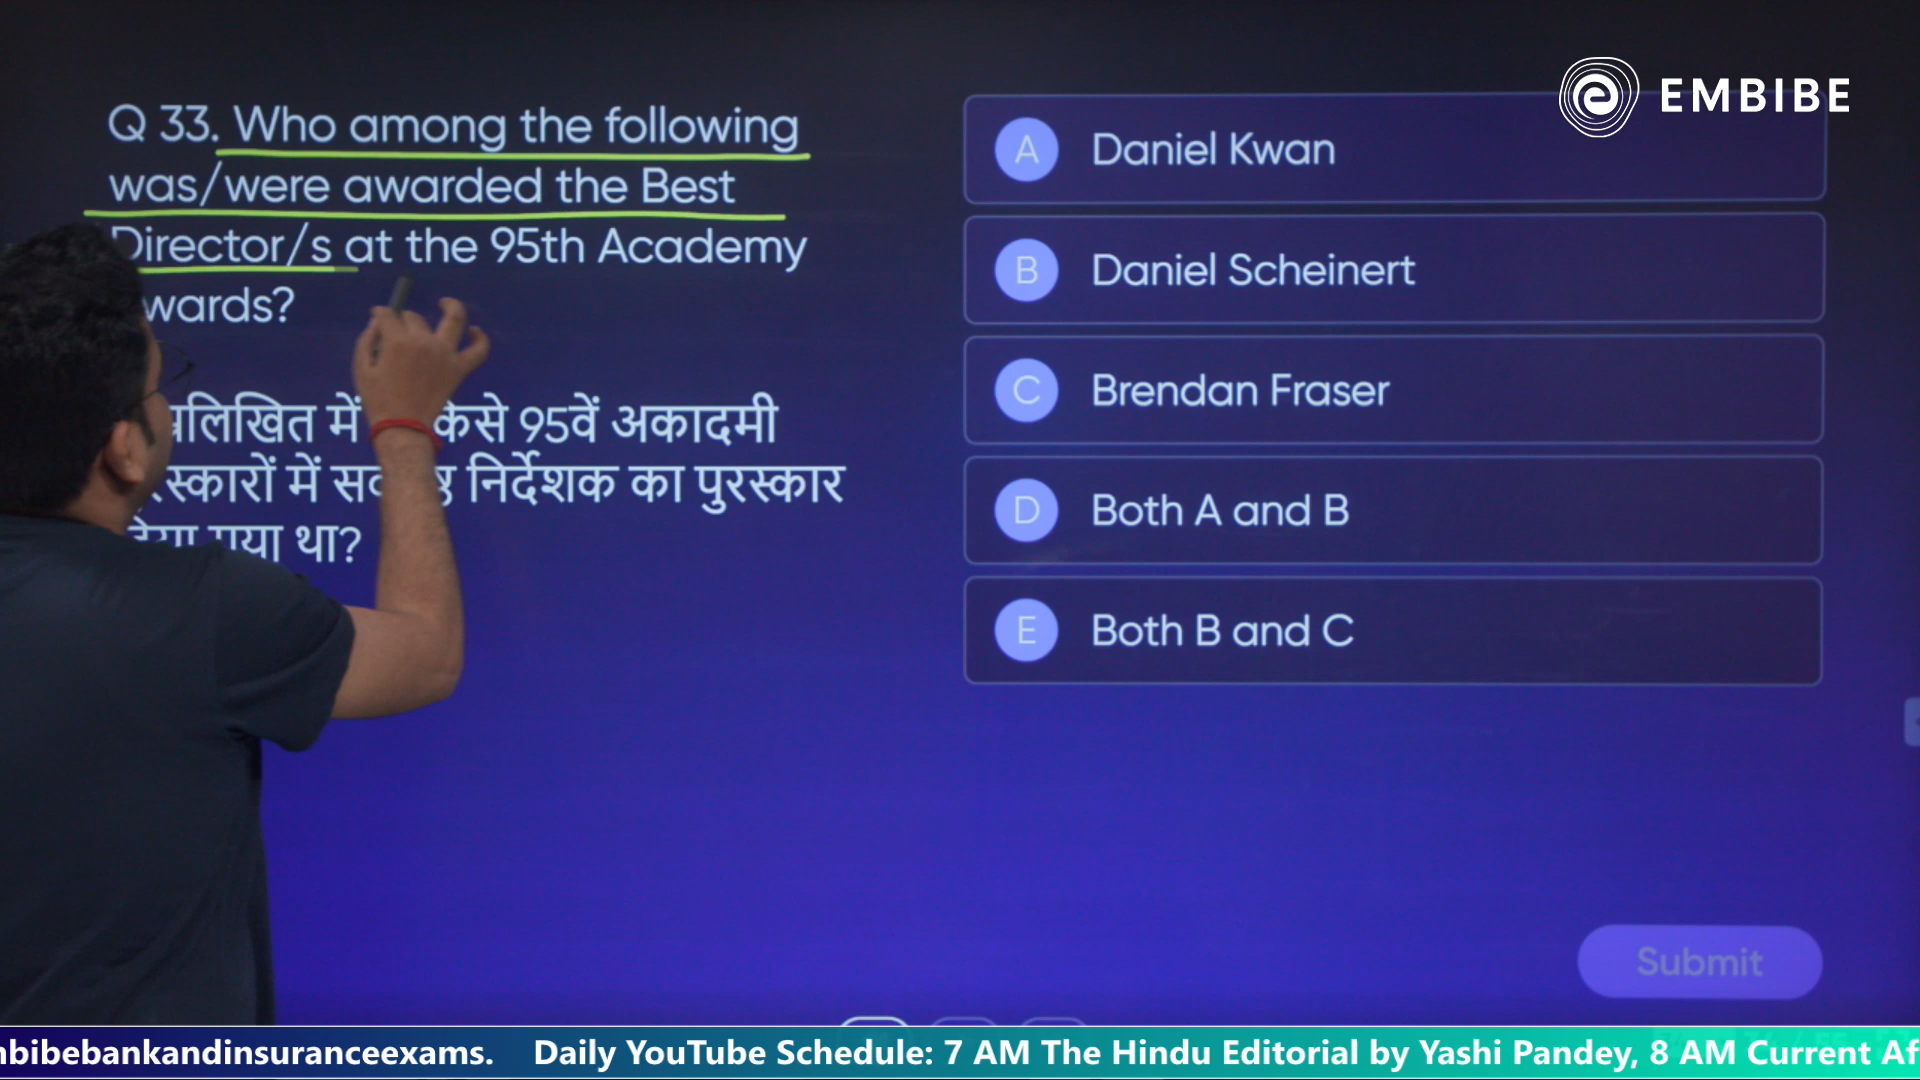 EMBIBE
Q 33. Who among the following
was/were awarded the Best
Director/s at the 95th Academy
wards?
में
95वें अकादमी
में
निर्देशक का पुरस्कार
था?
A Daniel Kwan
B Daniel Scheinert
C Brendan Fraser
D Both A and B
E Both B and C
Submit
nbibebankandinsuranceexams. Daily YouTube Schedule: 7 AM The Hindu Editorial by Yashi Pandey, 8 AM Current Af